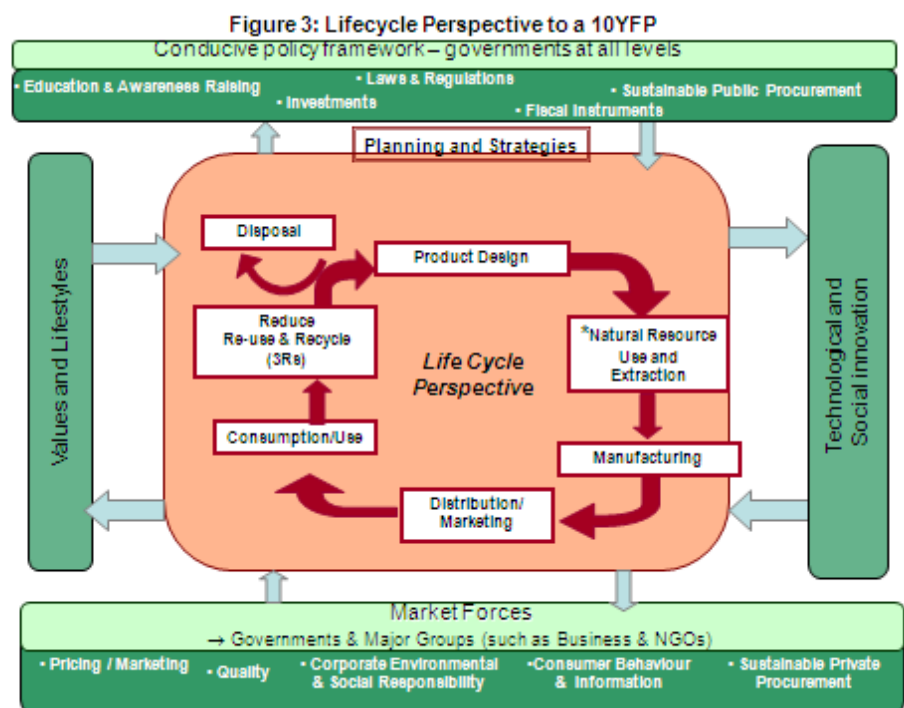 Figure 3: Lifecycle Perspective to a 10YFP
Conducive policy framework – governments at all levels
• Education & Awareness Raising
• Laws & Regulations
• Investments
• Sustainable Public Procurement
• Fiscal Instruments
Planning and Strategies
Values and Lifestyles
Disposal
Product Design
Reduce
Re-use & Recycle
(3Rs)
*Natural Resource
Use and
Extraction
Life Cycle
Perspective
Consumption/Use
Manufacturing
Distribution/
Marketing
Technological and
Social innovation
Market Forces
→ Governments & Major Groups (such as Business & NGOs)
• Pricing / Marketing
• Quality
• Corporate Environmental
& Social Responsibility
•Consumer Behaviour
& Information
• Sustainable Private
Procurement